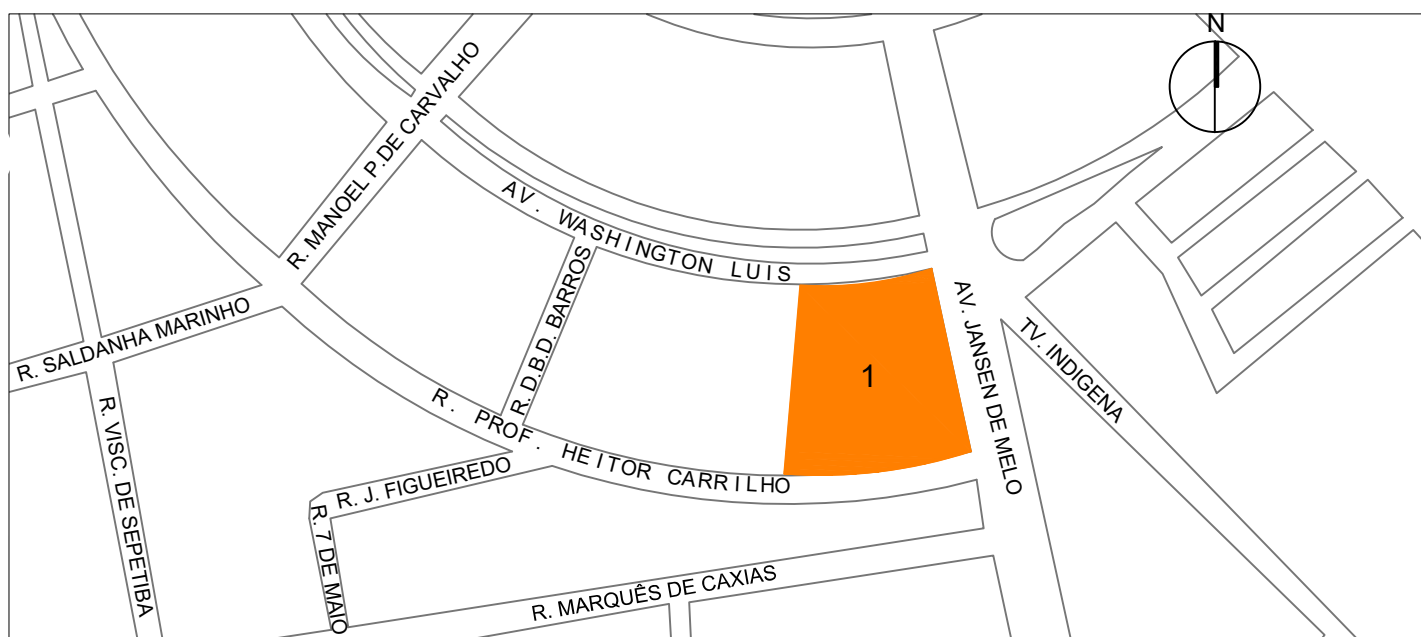 N
R. MANOEL P.DE CARVALHO
AV. WASHINGTON LUIS
R. D.B.D. BARROS
R. SALDANHA MARINHO
AV. JANSEN DE MELO
TV. INDIGENA
1
R. VISC. DE SEPETIBA
R. PROF. HEITOR CARRILHO
R. J. FIGUEIREDO
R. 7 DE MAIO
R. MARQUÊS DE CAXIAS